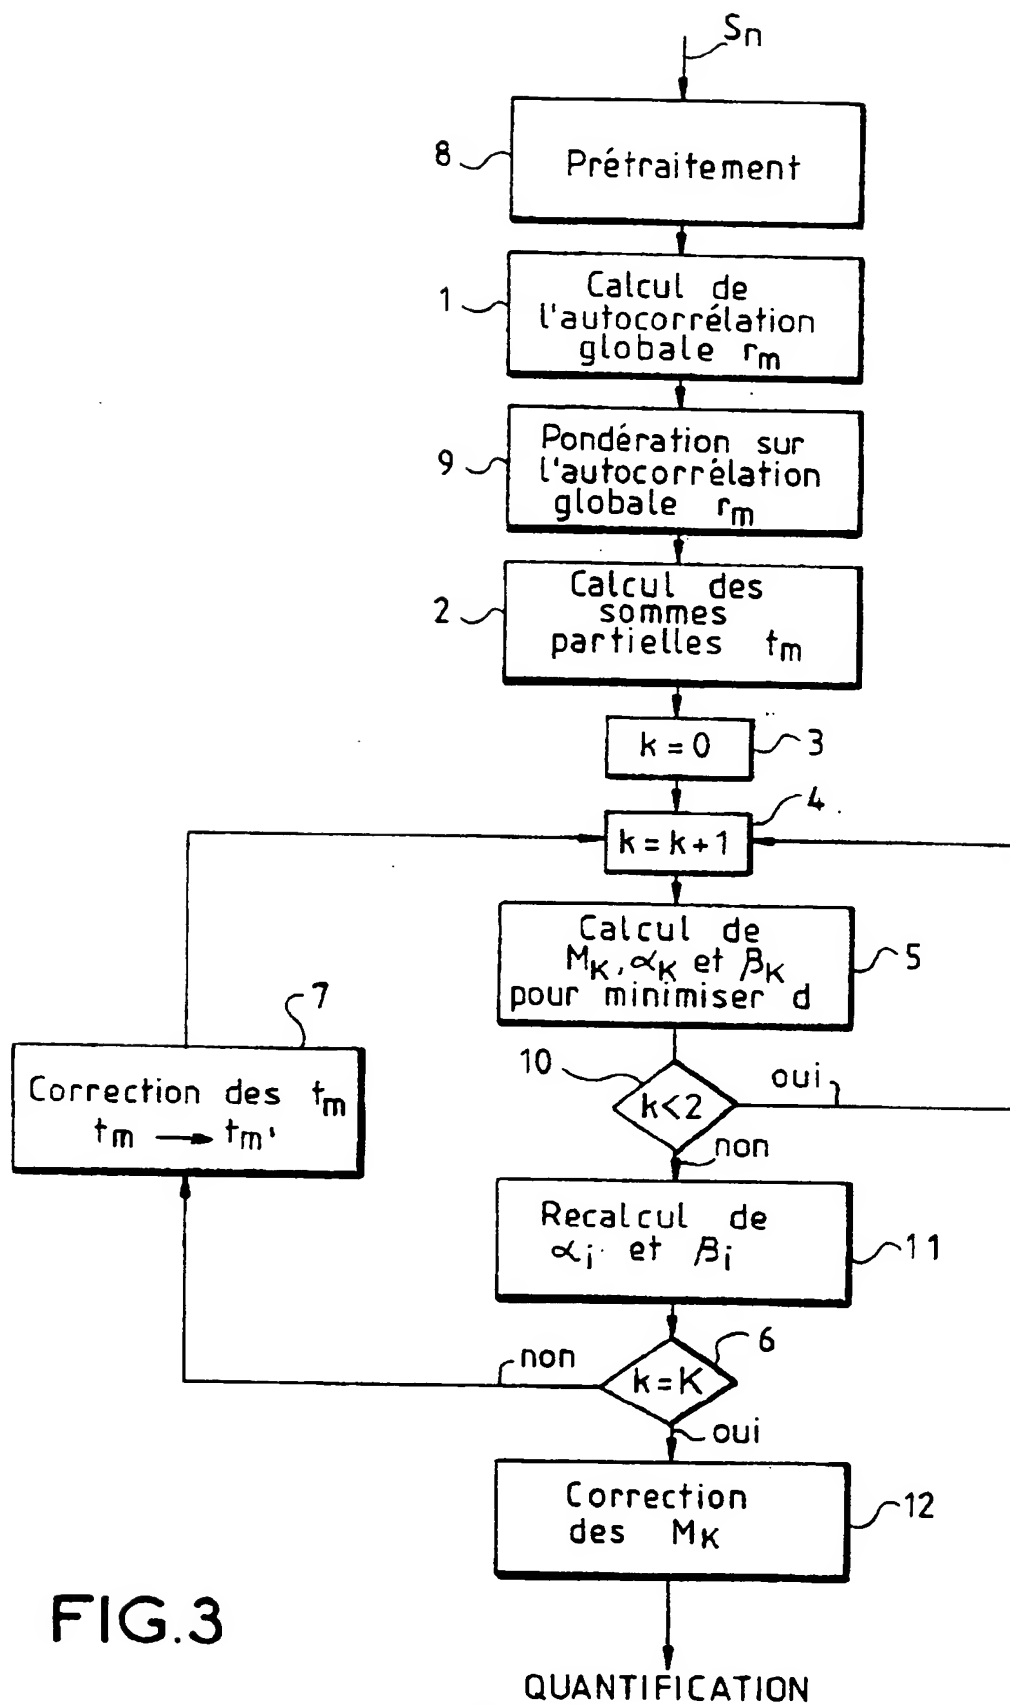 Sn
8
Prétraitement
1
Calcul de
l'autocorrélation
globale rm
9
Pondération sur
l'autocorrélation
globale rm
2
Calcul des
sommes
partielles tm
k = 0
3
4
k = k+1
Calcul de
MK, αK et βK
pour minimiser d
5
7
Correction des tm
tm → tm'
10
k<2
oui
non
Recalcul de
αi et βi
11
6
non
k = K
oui
Correction
des MK
12
FIG.3
QUANTIFICATION